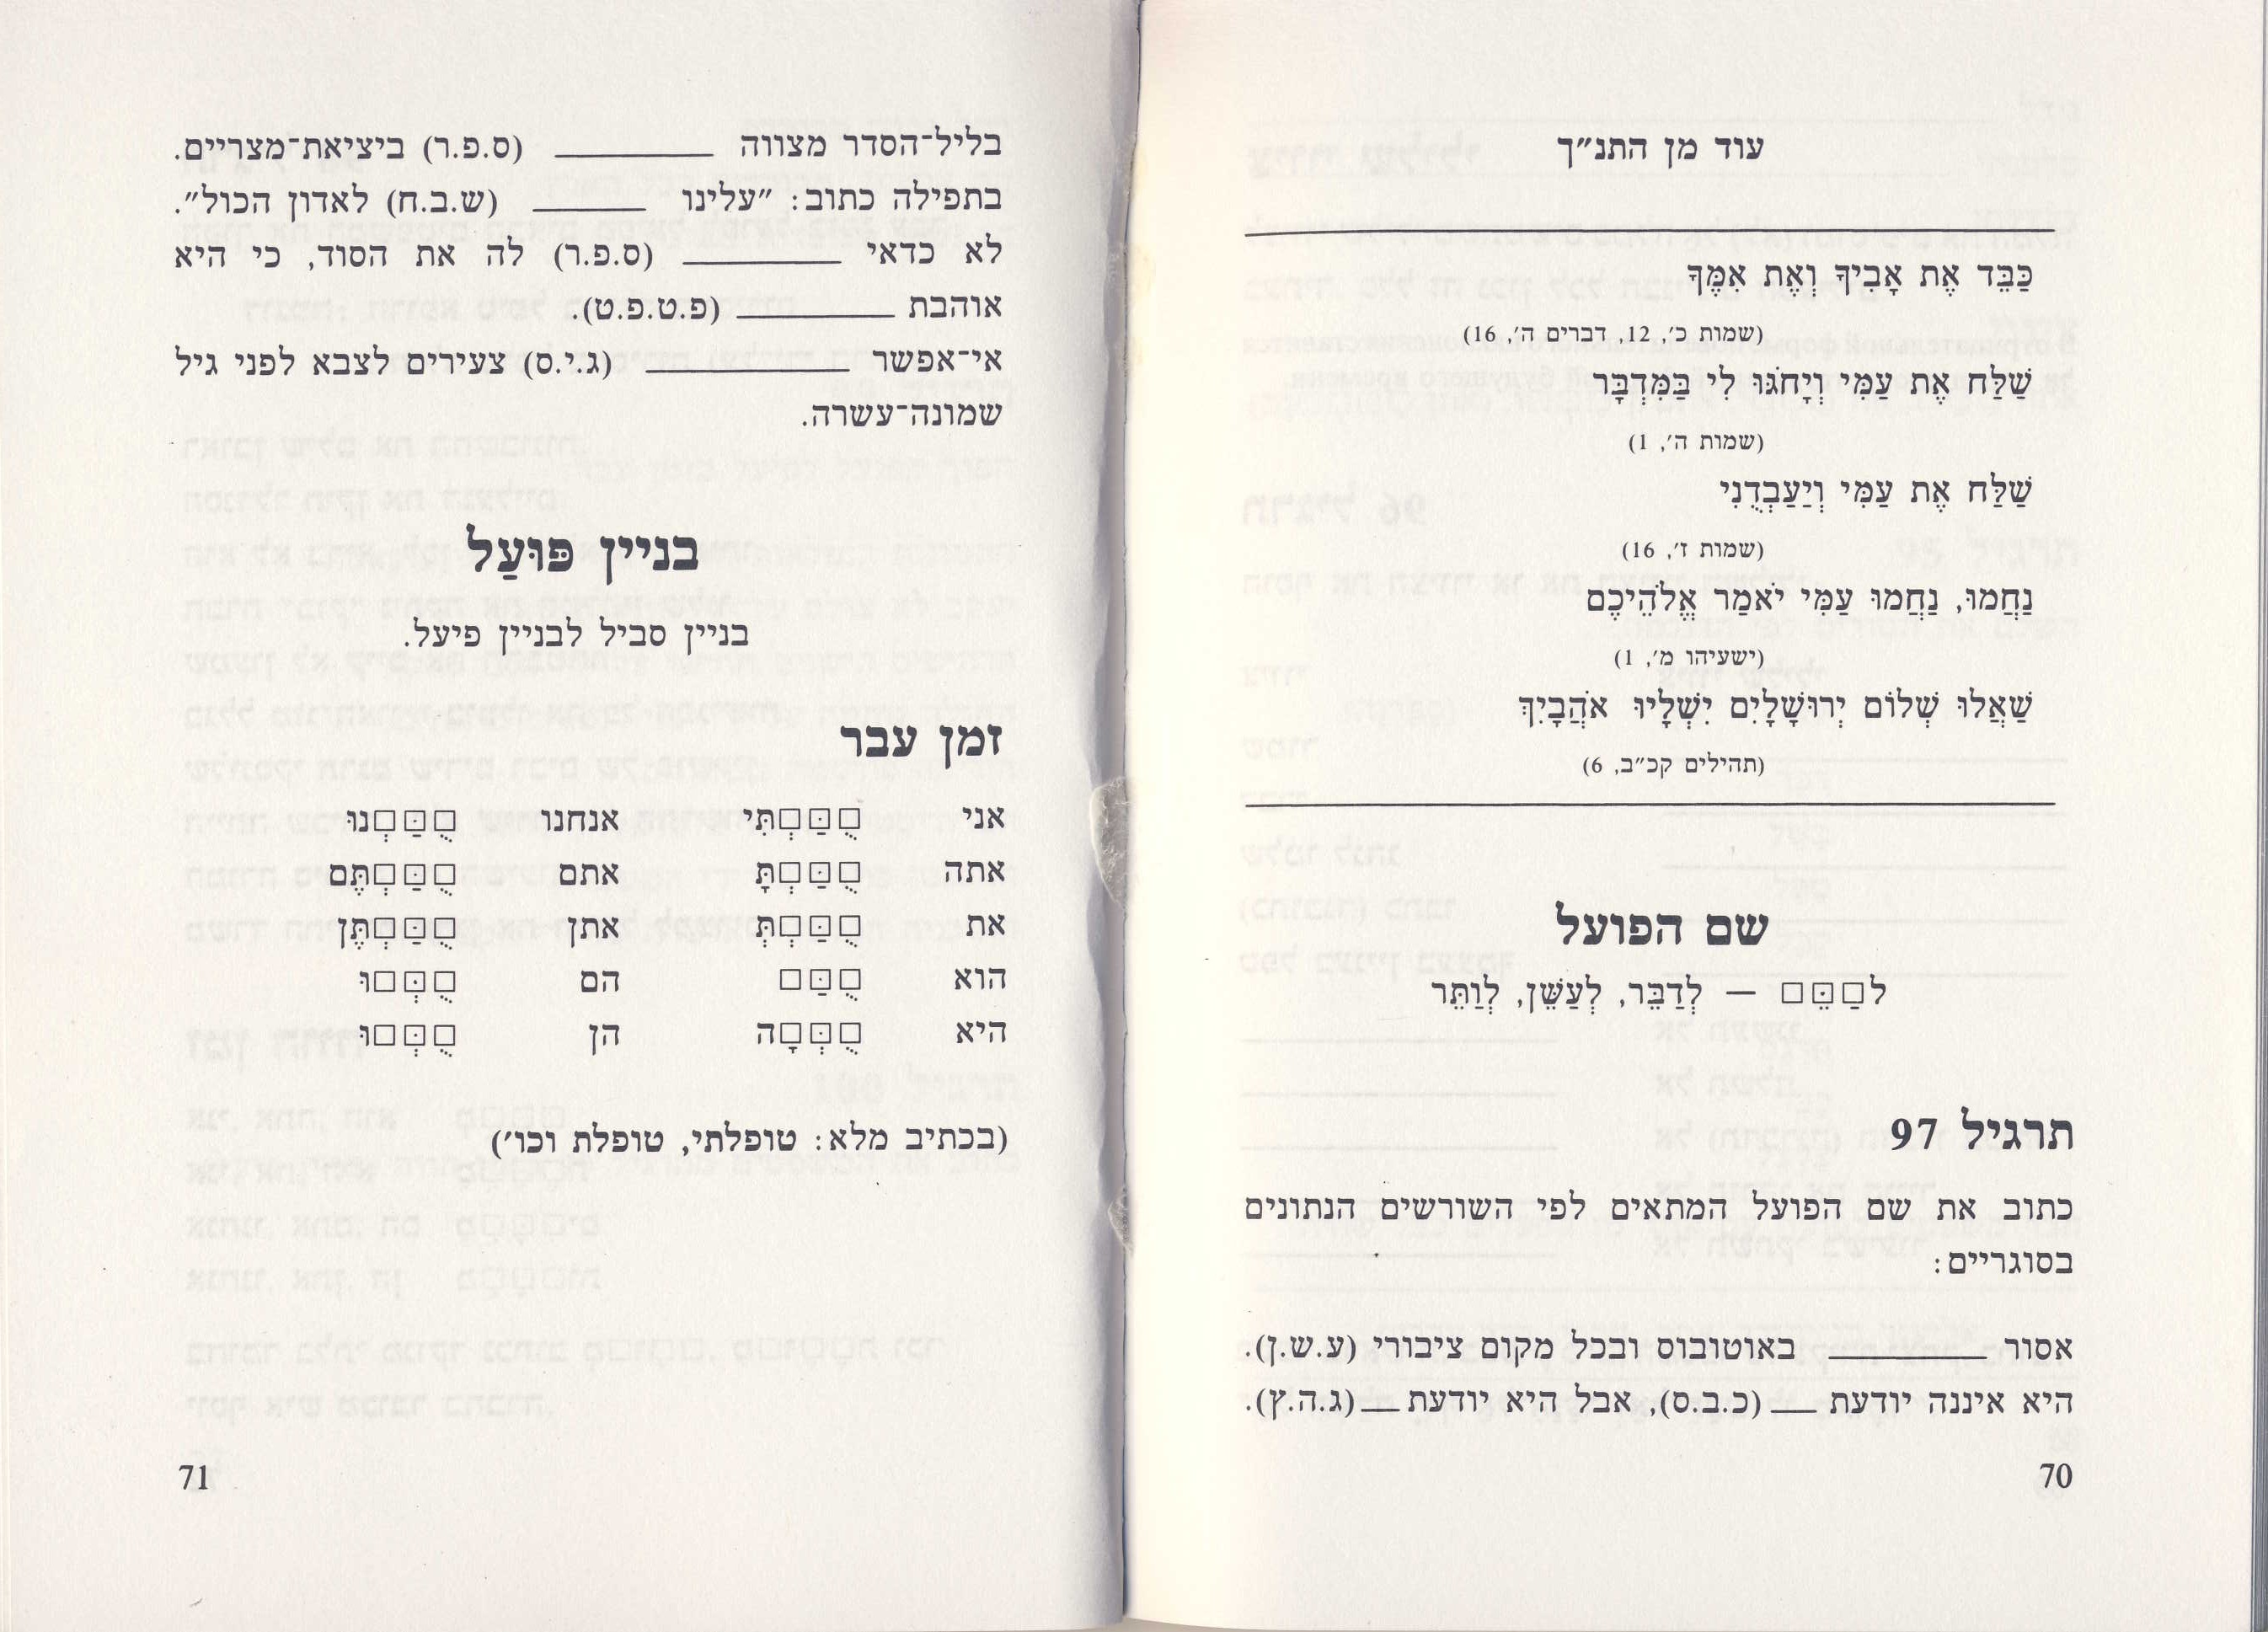 עוד מן התנ״ך
כַּבֵּד אֶת אָבִיךָ וְאֶת אִמֶּךָ
(שמות כ׳, 12, דברים ה׳, 16)
שַׁלַּח אֶת עַמִּי וְיָחֹגּוּ לִי בַּמִּדְבָּר
(שמות ה׳, 1)
שַׁלַּח אֶת עַמִּי וְיַעַבְדֻנִי
(שמות ז׳, 16)
נַחֲמוּ, נַחֲמוּ עַמִּי יֹאמַר אֱלֹהֵיכֶם
(ישעיהו מ׳, 1)
שַׁאֲלוּ שְׁלוֹם יְרוּשָׁלָיִם יִשְׁלָיוּ אֹהֲבָיִךְ
(תהילים קכ״ב, 6)
שם הפועל
לְ□ַ□ֵּ□ — לְדַבֵּר, לְעַשֵּׁן, לְוַתֵּר
תרגיל 97
כתוב את שם הפועל המתאים לפי השורשים הנתונים
בסוגריים:
אסור ______ באוטובוס ובכל מקום ציבורי (ע.ש.ן).
היא איננה יודעת __ (כ.ב.ס), אבל היא יודעת __ (ג.ה.ץ).
70
בליל־הסדר מצווה ______ (ס.פ.ר) ביציאת־מצריים.
בתפילה כתוב: ״עלינו ____ (ש.ב.ח) לאדון הכול״.
לא כדאי ______ (ס.פ.ר) לה את הסוד, כי היא
אוהבת ______ (פ.ט.פ.ט).
אי־אפשר ______ (ג.י.ס) צעירים לצבא לפני גיל
שמונה־עשרה.
בניין פּוּעַל
בניין סביל לבניין פיעל.
זמן עבר
אני □ֻ□ַּ□ְתִּי אנחנו □ֻ□ַּ□ְנוּ
אתה □ֻ□ַּ□ְתָּ אתם □ֻ□ַּ□ְתֶּם
את □ֻ□ַּ□ְתְּ אתן □ֻ□ַּ□ְתֶּן
הוא □ֻ□ַּ□ הם □ֻ□ְּ□וּ
היא □ֻ□ְּ□ָה הן □ֻ□ְּ□וּ
(בכתיב מלא: טופלתי, טופלת וכו׳)
71